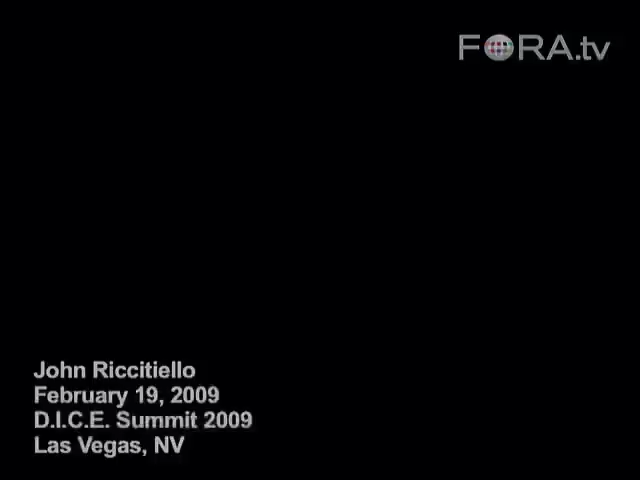 FORA.tv
John Riccitiello
February 19, 2009
D.I.C.E. Summit 2009
Las Vegas, NV